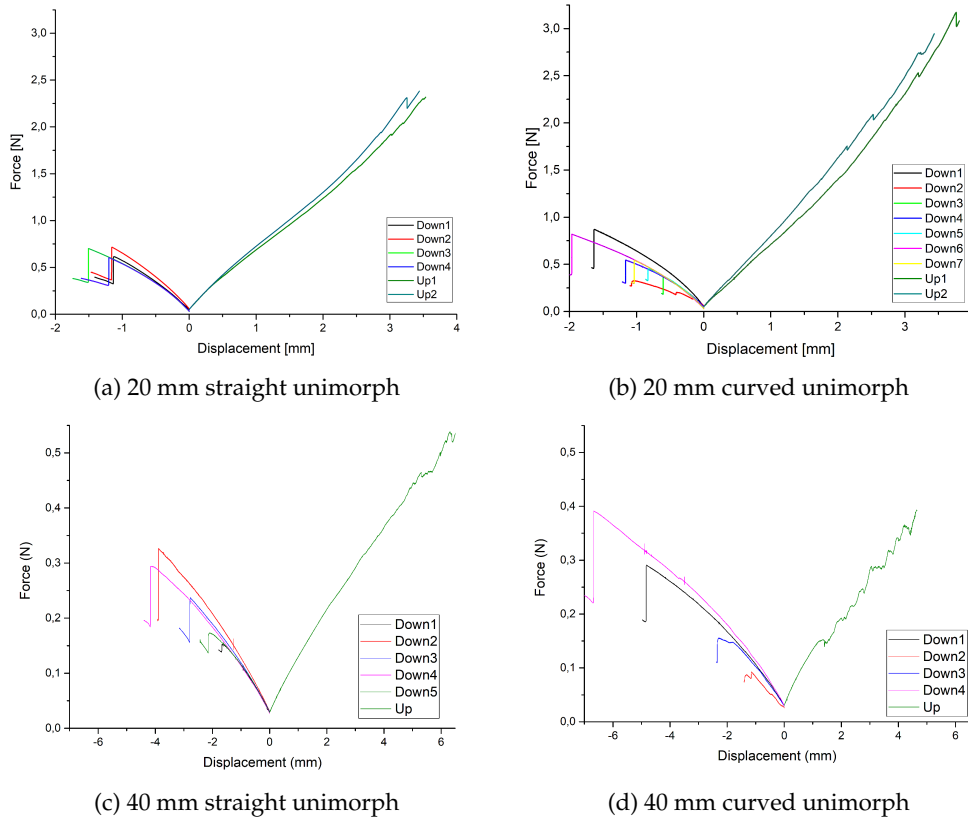 3,0
2,5
2,0
1,5
1,0
0,5
0,0
Force [N]
-2 -1 0 1 2 3 4
Displacement [mm]
Down1
Down2
Down3
Down4
Up1
Up2
(a) 20 mm straight unimorph
3,0
2,5
2,0
1,5
1,0
0,5
0,0
Force [N]
-2 -1 0 1 2 3
Displacement [mm]
Down1
Down2
Down3
Down4
Down5
Down6
Down7
Up1
Up2
(b) 20 mm curved unimorph
0,5
0,4
0,3
0,2
0,1
0,0
Force (N)
-6 -4 -2 0 2 4 6
Displacement (mm)
Down1
Down2
Down3
Down4
Down5
Up
(c) 40 mm straight unimorph
0,5
0,4
0,3
0,2
0,1
0,0
Force (N)
-6 -4 -2 0 2 4 6
Displacement (mm)
Down1
Down2
Down3
Down4
Up
(d) 40 mm curved unimorph